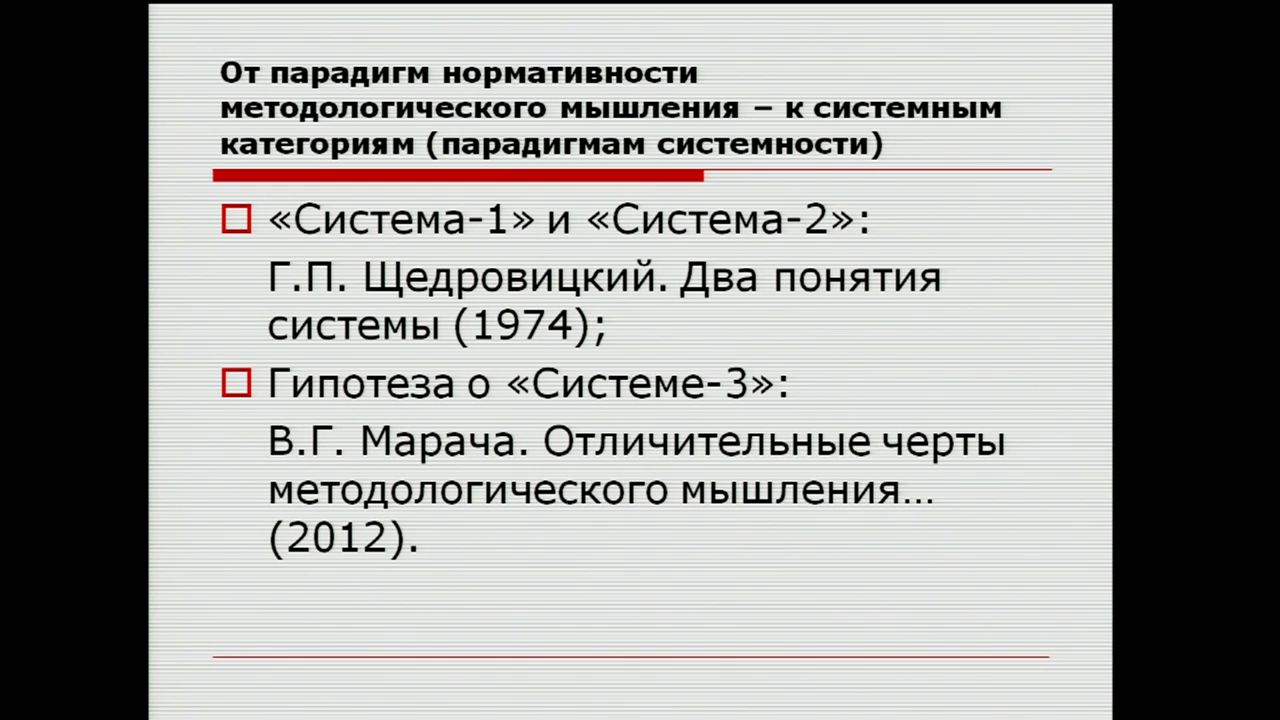 От парадигм нормативности
методологического мышления – к системным
категориям (парадигмам системности)
«Система-1» и «Система-2»:
Г.П. Щедровицкий. Два понятия
системы (1974);
Гипотеза о «Системе-3»:
В.Г. Марача. Отличительные черты
методологического мышления…
(2012).